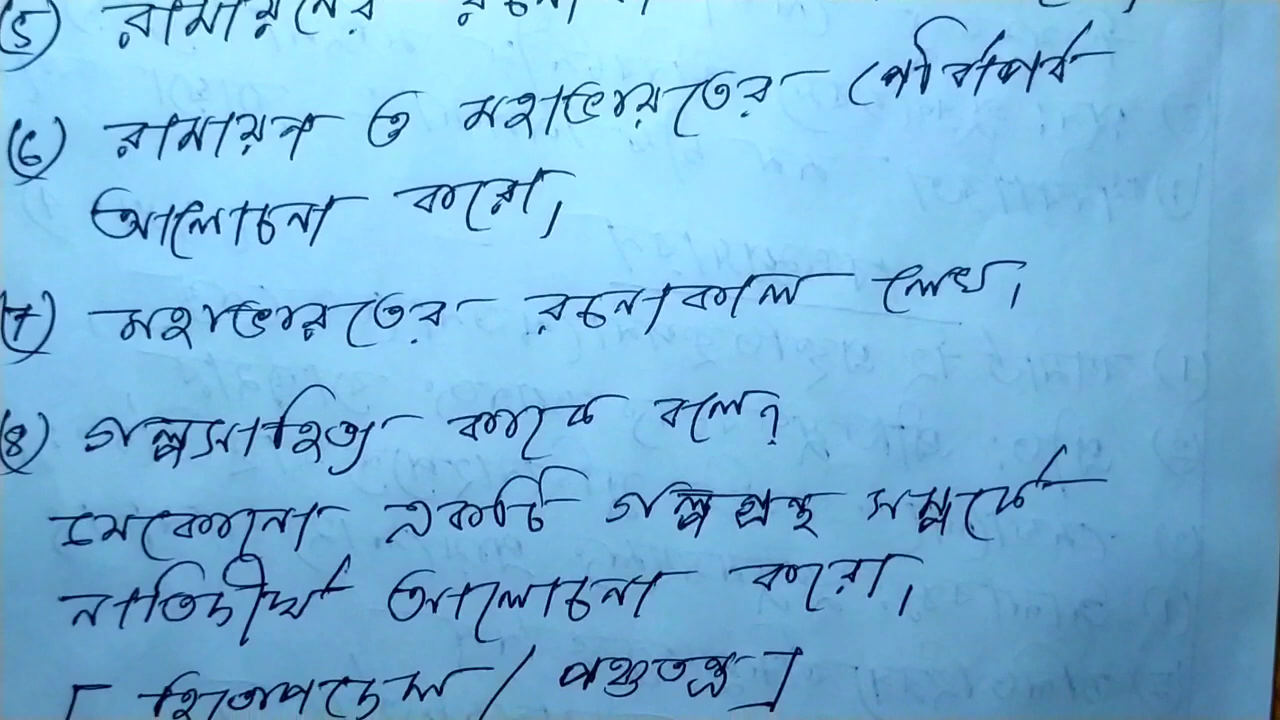 (5) রামায়নের রচনা
(6) রামায়ন ও মহাভারতের পৌর্বাপর্ব
আলোচনা করো।
(7) মহাভারতের রচনাকাল লেখ।
(8) গল্পসাহিত্য কাকে বলে?
যেকোনো একটি গল্পগ্রন্থ সম্পর্কে
নাতিদীর্ঘ আলোচনা করো।
[ হিতোপদেশ / পঞ্চতন্ত্র ]